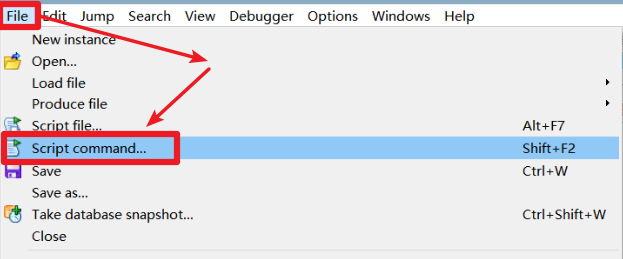 File Edit Jump Search View Debugger Options Windows Help
New instance
Open...
Load file
Produce file
Script file... Alt+F7
Script command... Shift+F2
Save Ctrl+W
Save as...
Take database snapshot... Ctrl+Shift+W
Close